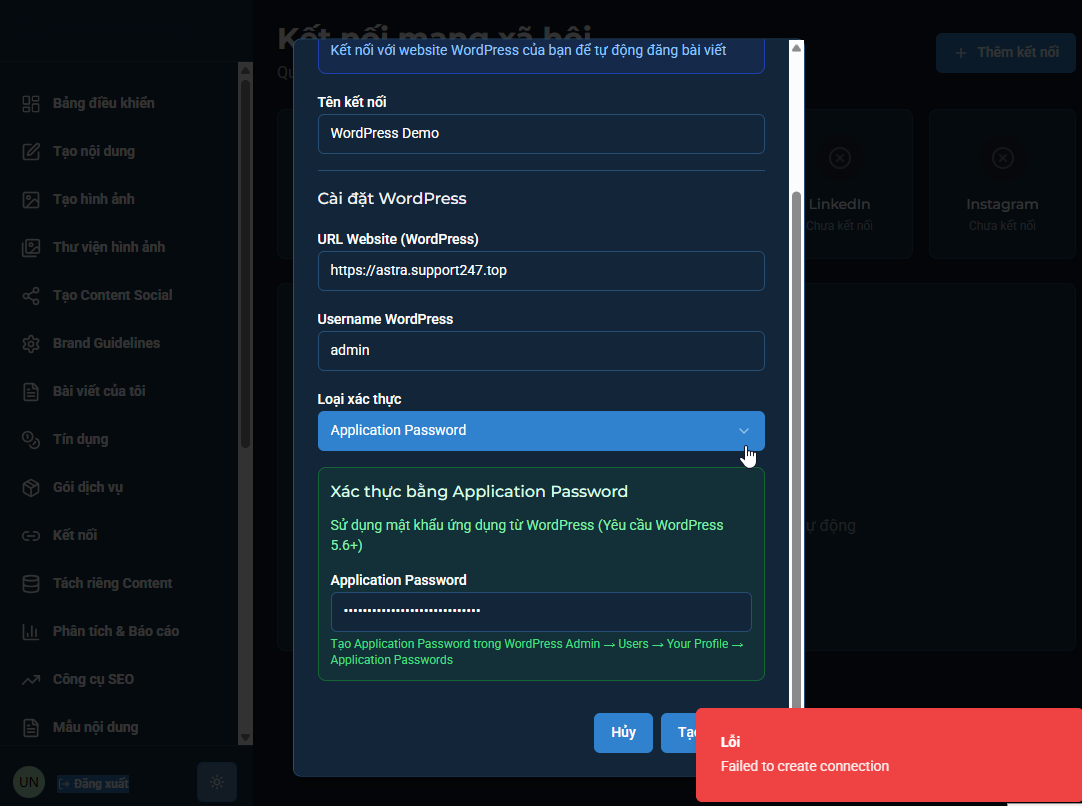 Kết nối mạng xã hội
Thêm kết nối
Bảng điều khiển
Tạo nội dung
Tạo hình ảnh
Thư viện hình ảnh
Tạo Content Social
Brand Guidelines
Bài viết của tôi
Tín dụng
Gói dịch vụ
Kết nối
Tách riêng Content
Phân tích & Báo cáo
Công cụ SEO
Mẫu nội dung
UN
Đăng xuất
Kết nối với website WordPress của bạn để tự động đăng bài viết
Tên kết nối
WordPress Demo
Cài đặt WordPress
URL Website (WordPress)
https://astra.support247.top
Username WordPress
admin
Loại xác thực
Application Password
Xác thực bằng Application Password
Sử dụng mật khẩu ứng dụng từ WordPress (Yêu cầu WordPress
5.6+)
Application Password
Tạo Application Password trong WordPress Admin → Users → Your Profile →
Application Passwords
Hủy
LinkedIn
Chưa kết nối
Instagram
Chưa kết nối
động
Lỗi
Failed to create connection